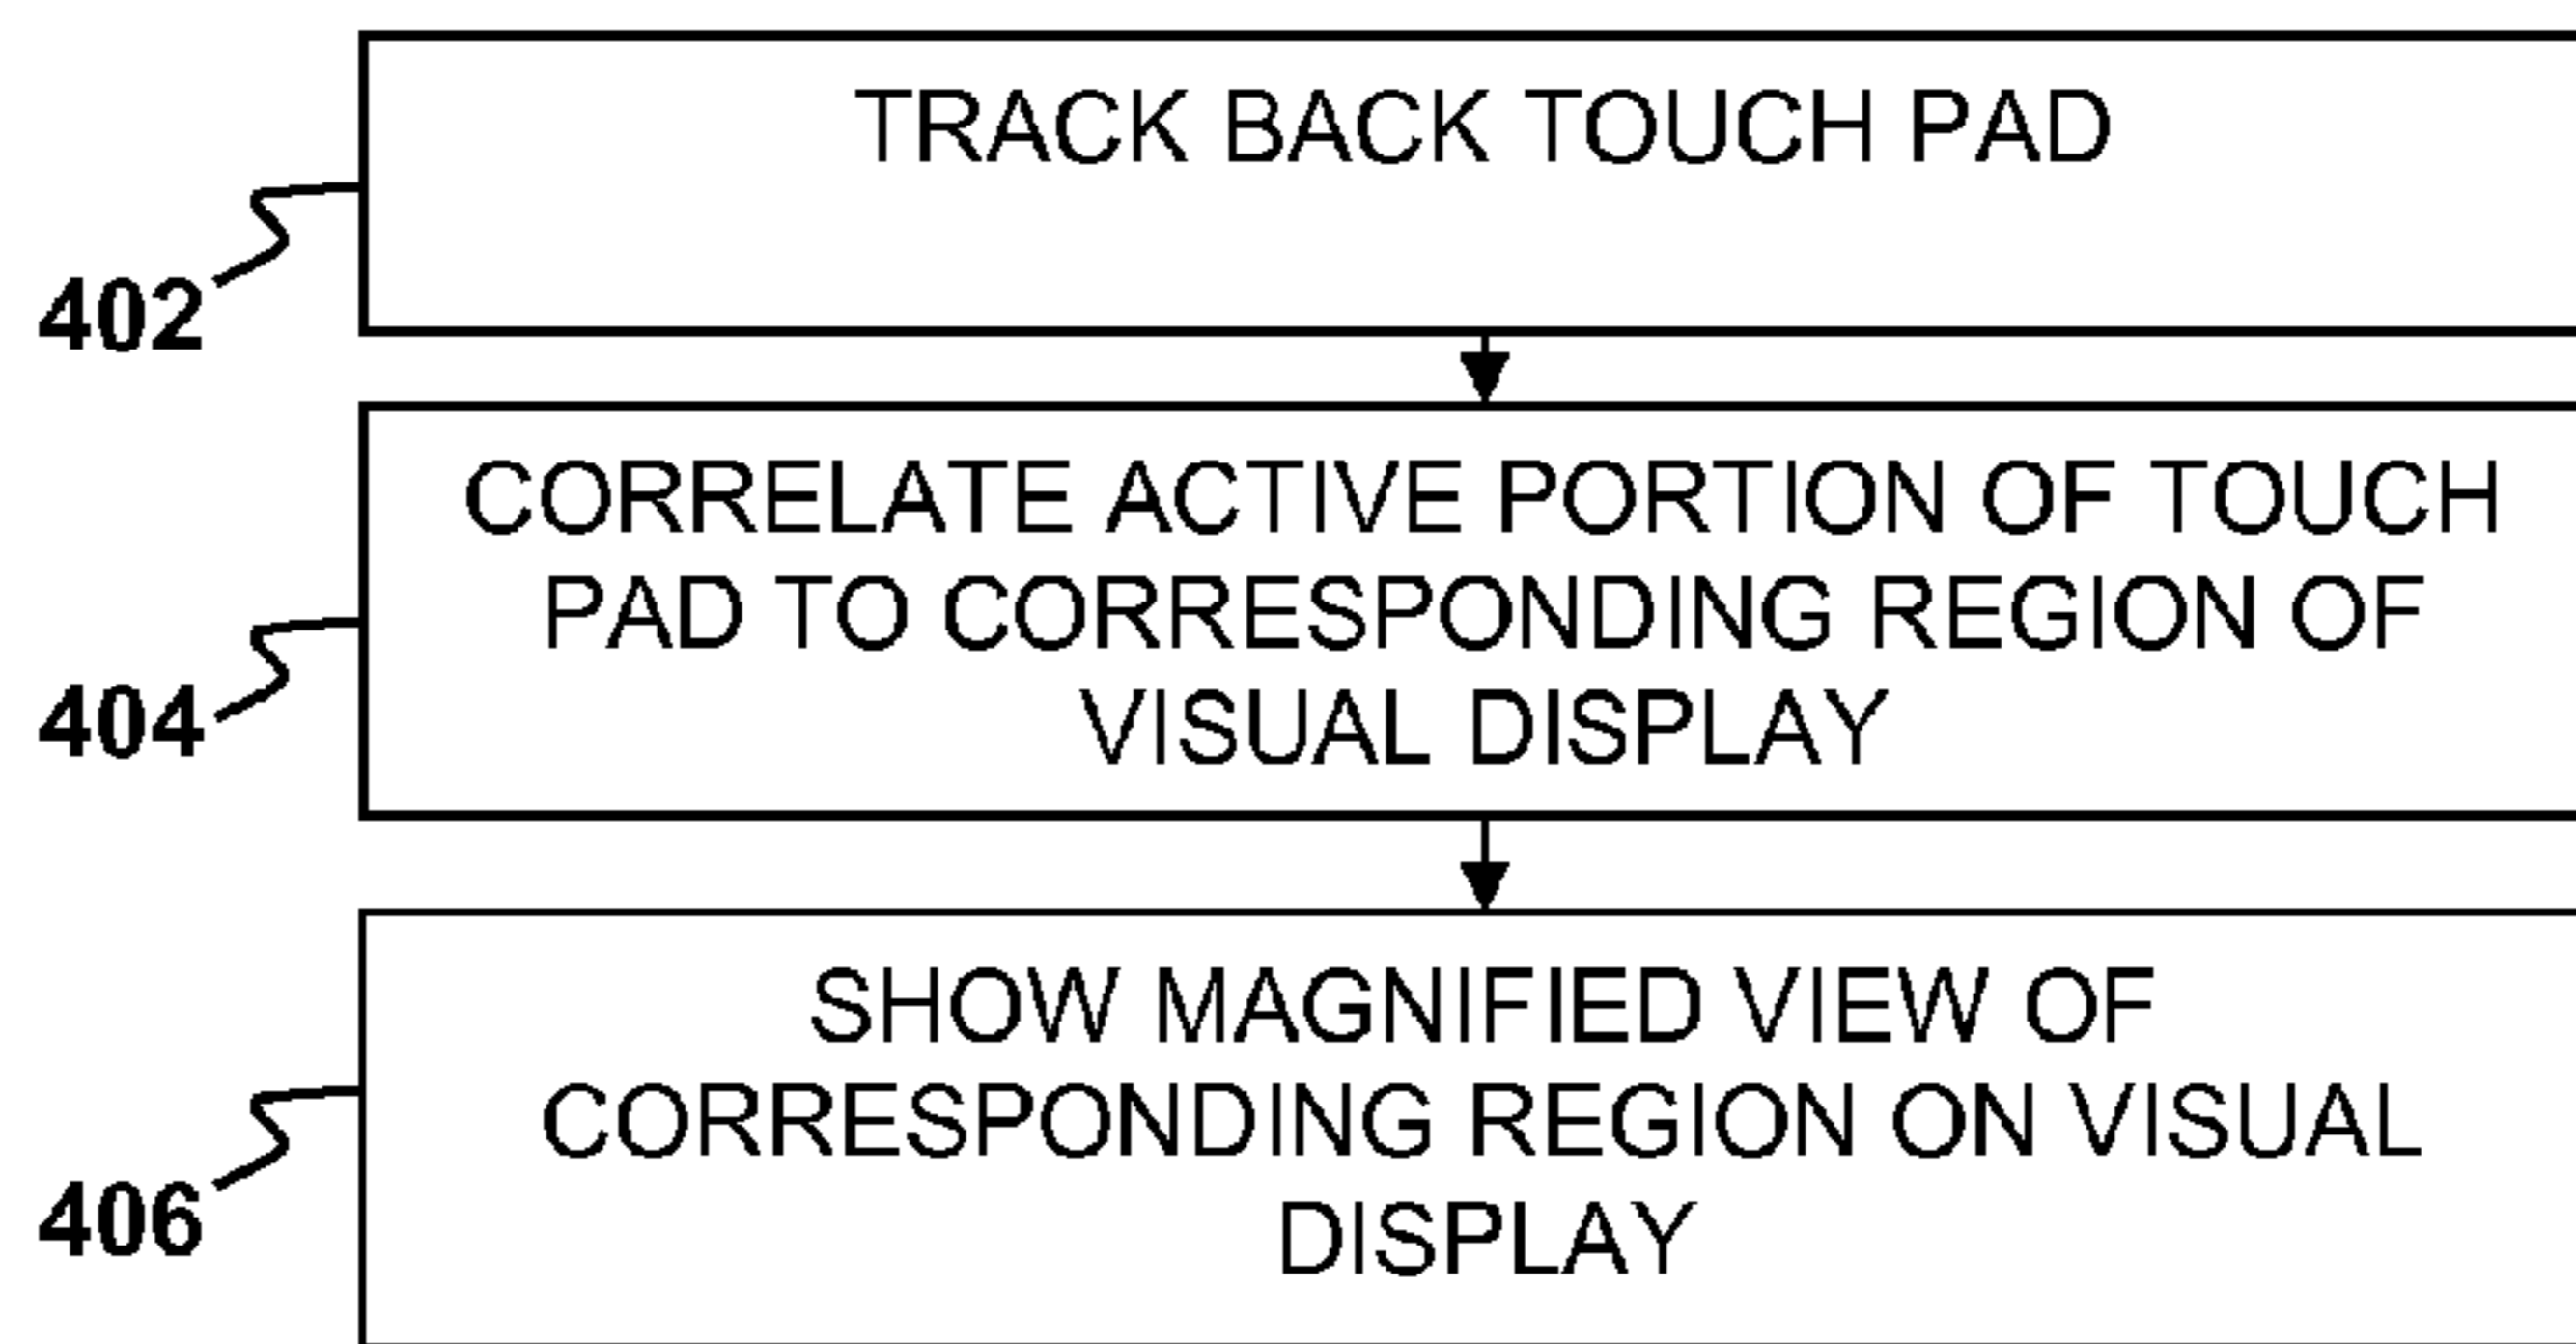 TRACK BACK TOUCH PAD
402
CORRELATE ACTIVE PORTION OF TOUCH
PAD TO CORRESPONDING REGION OF
VISUAL DISPLAY
404
SHOW MAGNIFIED VIEW OF
CORRESPONDING REGION ON VISUAL
DISPLAY
406